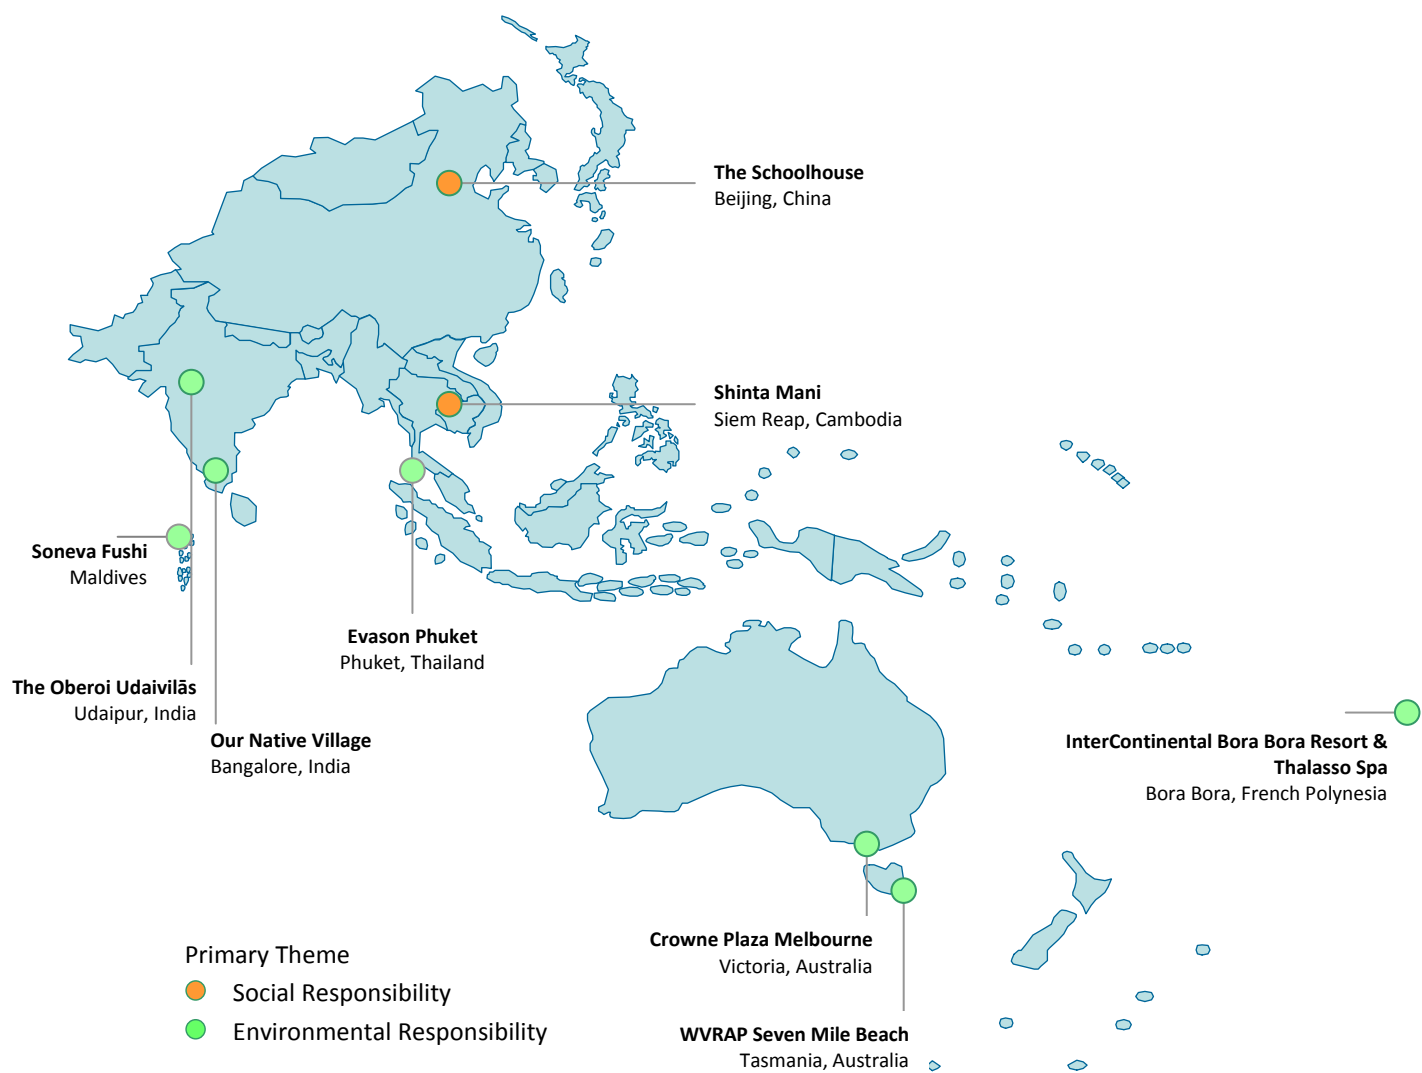 The Schoolhouse
Beijing, China
Shinta Mani
Siem Reap, Cambodia
Soneva Fushi
Maldives
Evason Phuket
Phuket, Thailand
The Oberoi Udaivilās
Udaipur, India
Our Native Village
Bangalore, India
InterContinental Bora Bora Resort &
Thalasso Spa
Bora Bora, French Polynesia
Crowne Plaza Melbourne
Victoria, Australia
WVRAP Seven Mile Beach
Tasmania, Australia
Primary Theme
Social Responsibility
Environmental Responsibility